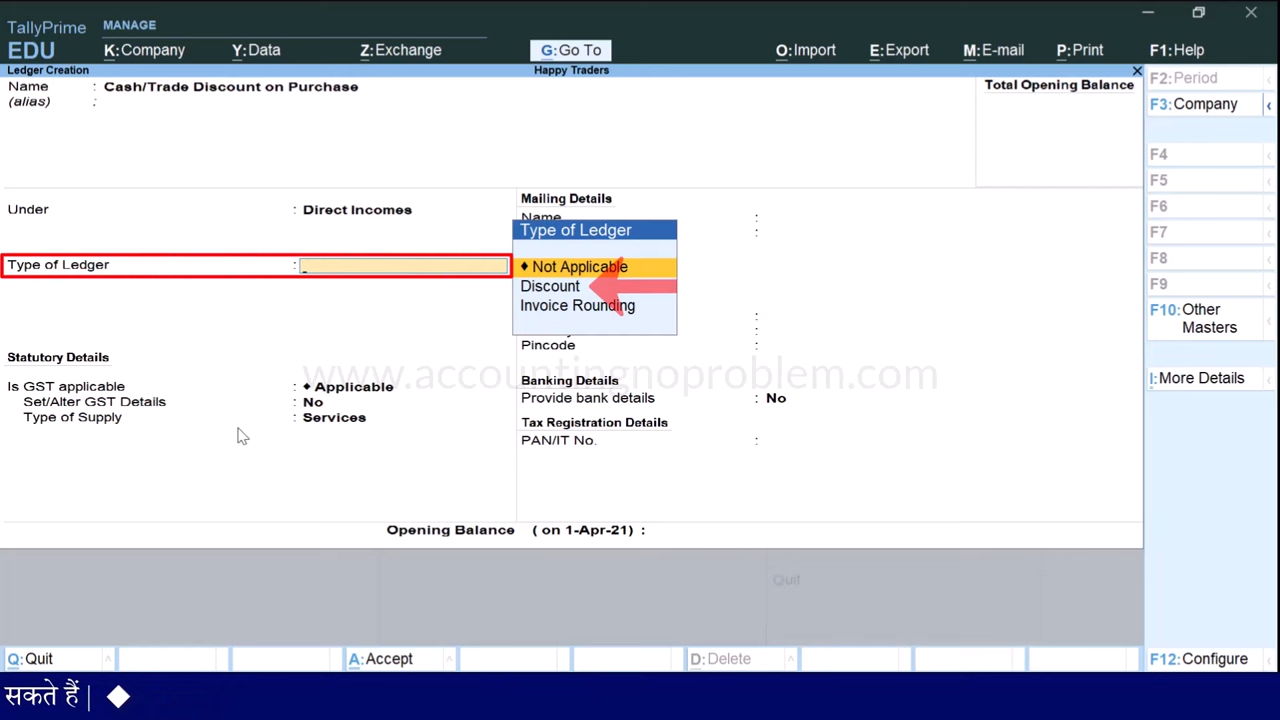 TallyPrime MANAGE
EDU K:Company Y:Data Z:Exchange G:Go To O:Import E:Export M:E-mail P:Print F1:Help
Ledger Creation Happy Traders
Name : Cash/Trade Discount on Purchase Total Opening Balance
(alias) :
F2:Period
F3:Company
F4
F5
F6
F7
F8
F9
F10:Other
Masters
I:More Details
Under : Direct Incomes
Type of Ledger :
Mailing Details
Name :
:
Type of Ledger
♦ Not Applicable
Discount
Invoice Rounding
:
:
Pincode :
Statutory Details
Is GST applicable : ♦ Applicable
Set/Alter GST Details : No
Type of Supply : Services
www.accountingnoproblem.com
Banking Details
Provide bank details : No
Tax Registration Details
PAN/IT No. :
Opening Balance ( on 1-Apr-21) :
Quit
Q:Quit A:Accept D:Delete F12:Configure
सकते हैं | ◆